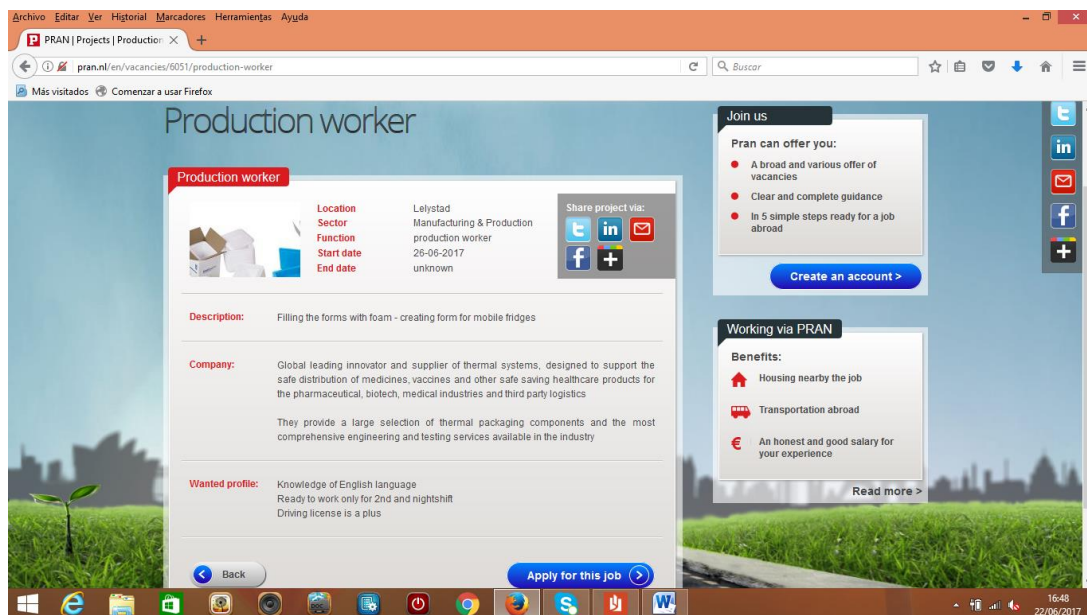 Archivo Editar Ver Historial Marcadores Herramientas Ayuda
PRAN | Projects | Production
pran.nl/en/vacancies/6051/production-worker
Buscar
Más visitados Comenzar a usar Firefox
Production worker
Production worker
Location Lelystad
Sector Manufacturing & Production
Function production worker
Start date 26-06-2017
End date unknown
Share project via:
Description: Filling the forms with foam - creating form for mobile fridges
Company: Global leading innovator and supplier of thermal systems, designed to support the
safe distribution of medicines, vaccines and other safe saving healthcare products for
the pharmaceutical, biotech, medical industries and third party logistics
They provide a large selection of thermal packaging components and the most
comprehensive engineering and testing services available in the industry
Wanted profile: Knowledge of English language
Ready to work only for 2nd and nightshift
Driving license is a plus
Back
Apply for this job
Join us
Pran can offer you:
A broad and various offer of
vacancies
Clear and complete guidance
In 5 simple steps ready for a job
abroad
Create an account >
Working via PRAN
Benefits:
Housing nearby the job
Transportation abroad
An honest and good salary for
your experience
Read more >
16:48